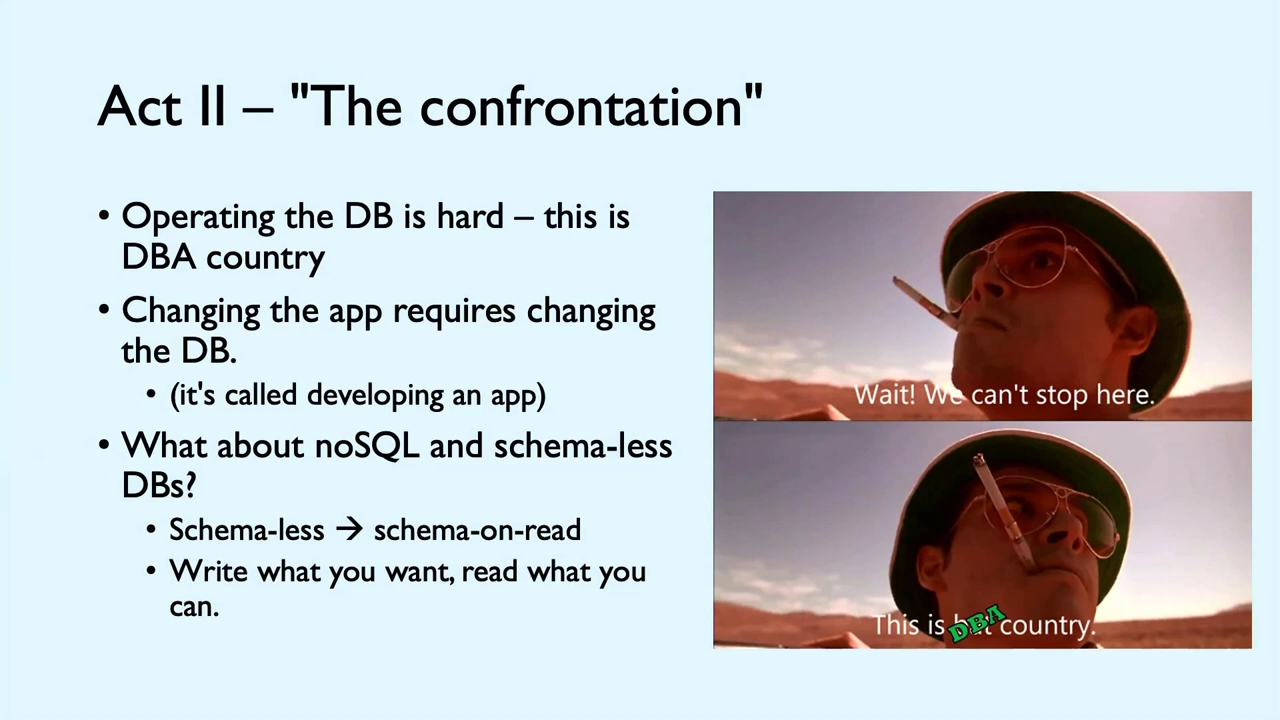 Act II – "The confrontation"
• Operating the DB is hard – this is
DBA country
• Changing the app requires changing
the DB.
• (it's called developing an app)
• What about noSQL and schema-less
DBs?
• Schema-less → schema-on-read
• Write what you want, read what you
can.
Wait! We can't stop here.
This is bat country.
DBA